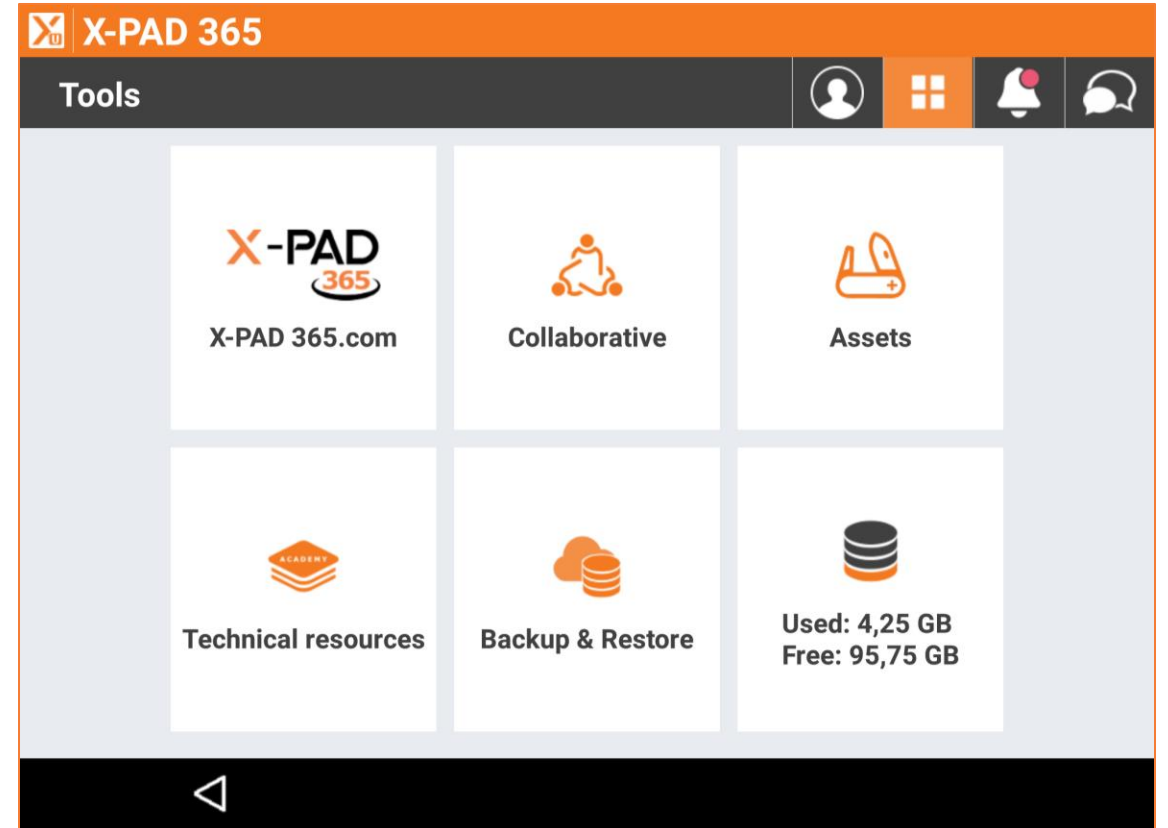 X-PAD 365
Tools
X-PAD
365
X-PAD 365.com
Collaborative
Assets
ACADEMY
Technical resources
Backup & Restore
Used: 4,25 GB
Free: 95,75 GB